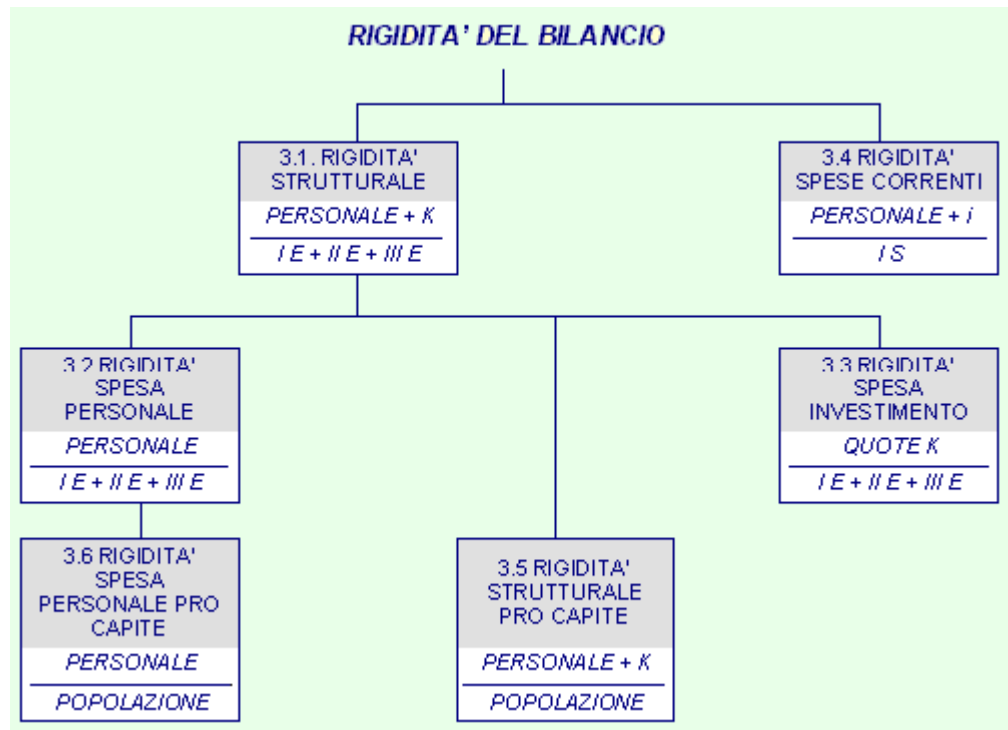 RIGIDITA' DEL BILANCIO
3.1. RIGIDITA'
STRUTTURALE
PERSONALE + K
I E + II E + III E
3.4 RIGIDITA'
SPESE CORRENTI
PERSONALE + i
I S
3.2 RIGIDITA'
SPESA
PERSONALE
PERSONALE
I E + II E + III E
3.3 RIGIDITA'
SPESA
INVESTIMENTO
QUOTE K
I E + II E + III E
3.6 RIGIDITA'
SPESA
PERSONALE PRO
CAPITE
PERSONALE
POPOLAZIONE
3.5 RIGIDITA'
STRUTTURALE
PRO CAPITE
PERSONALE + K
POPOLAZIONE